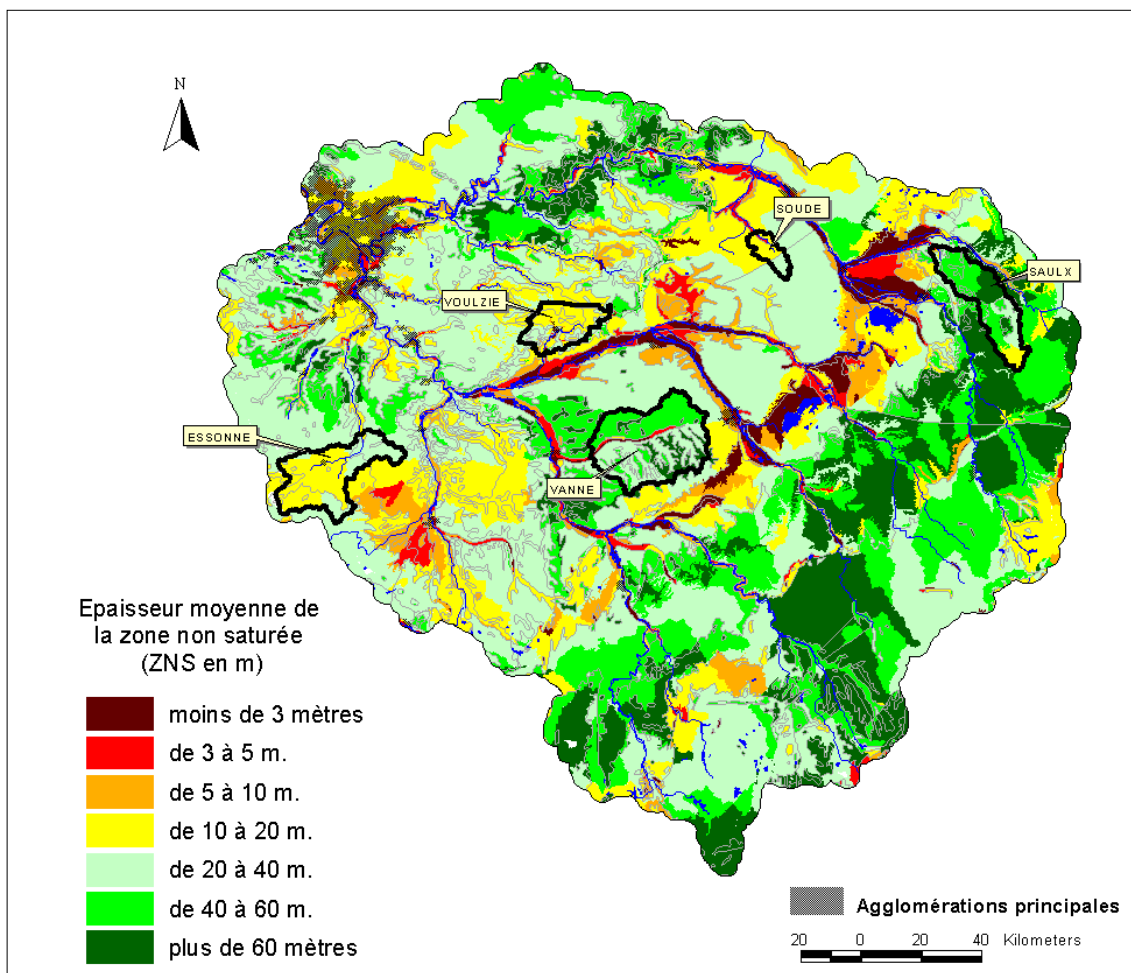 N
SOUDE
SAULX
VOULZIE
ESSONNE
VANNE
Epaisseur moyenne de
la zone non saturée
(ZNS en m)
moins de 3 mètres
de 3 à 5 m.
de 5 à 10 m.
de 10 à 20 m.
de 20 à 40 m.
de 40 à 60 m.
plus de 60 mètres
Agglomérations principales
20 0 20 40 Kilometers